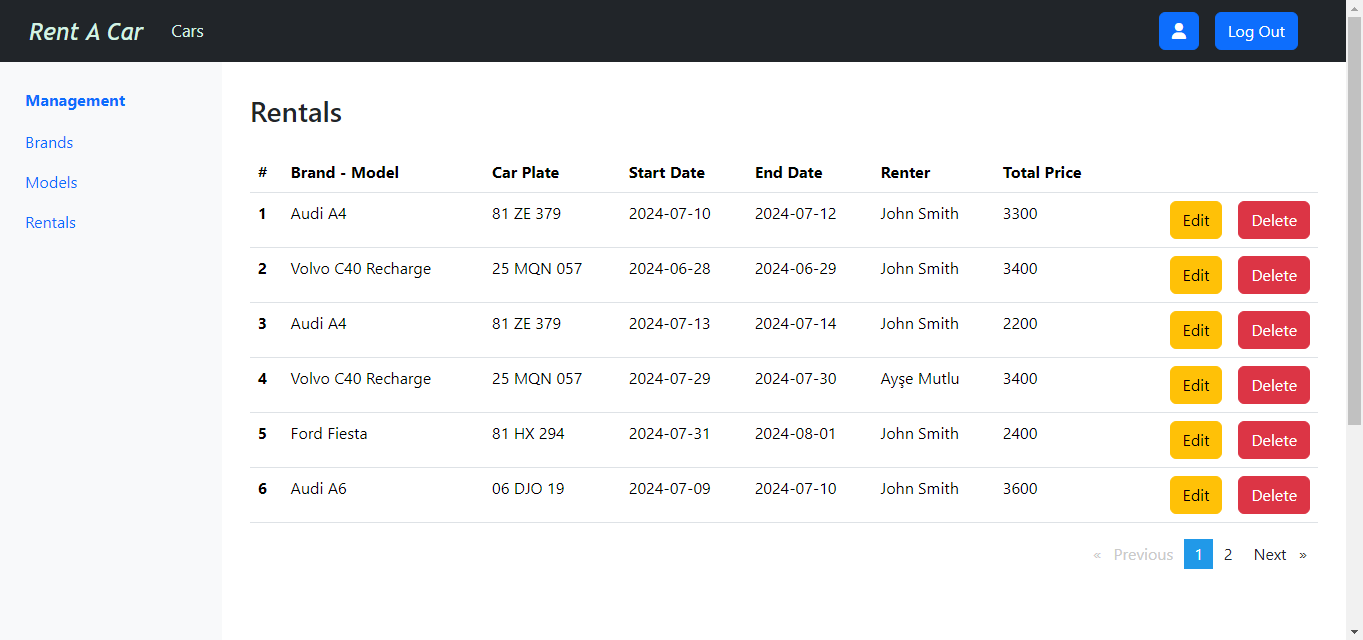 Rent A Car Cars Log Out
Management
Brands
Models
Rentals
Rentals
# Brand - Model Car Plate Start Date End Date Renter Total Price
1 Audi A4 81 ZE 379 2024-07-10 2024-07-12 John Smith 3300 Edit Delete
2 Volvo C40 Recharge 25 MQN 057 2024-06-28 2024-06-29 John Smith 3400 Edit Delete
3 Audi A4 81 ZE 379 2024-07-13 2024-07-14 John Smith 2200 Edit Delete
4 Volvo C40 Recharge 25 MQN 057 2024-07-29 2024-07-30 Ayşe Mutlu 3400 Edit Delete
5 Ford Fiesta 81 HX 294 2024-07-31 2024-08-01 John Smith 2400 Edit Delete
6 Audi A6 06 DJO 19 2024-07-09 2024-07-10 John Smith 3600 Edit Delete
« Previous 1 2 Next »